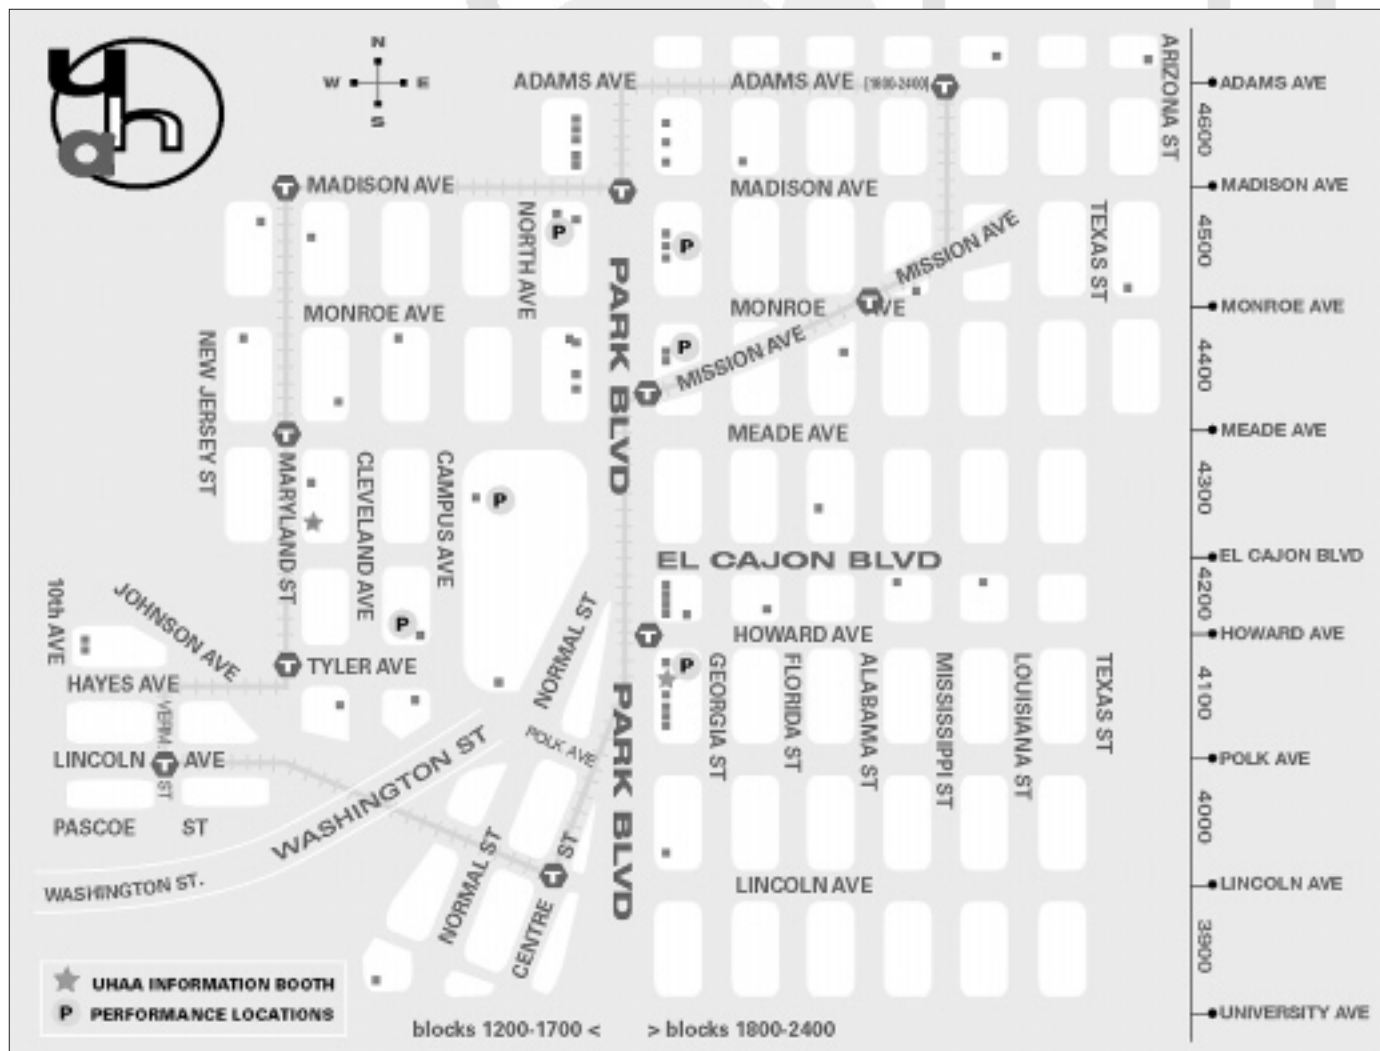 uha
N
W E
S
ADAMS AVE
ADAMS AVE [1800-2400]
T
ARIZONA ST
ADAMS AVE
4600
T
MADISON AVE
T
MADISON AVE
MADISON AVE
NORTH AVE
P
P
PARK BLVD
MISSION AVE
TEXAS ST
4500
MONROE AVE
MONROE AVE
T
MONROE AVE
NEW JERSEY ST
P
MISSION AVE
T
4400
T
MEADE AVE
MEADE AVE
MARYLAND ST
CLEVELAND AVE
CAMPUS AVE
P
4300
EL CAJON BLVD
EL CAJON BLVD
10th AVE
JOHNSON AVE
P
NORMAL ST
4200
T
HOWARD AVE
HOWARD AVE
T
TYLER AVE
P
HAYES AVE
VERM. ST
PARK BLVD
GEORGIA ST
FLORIDA ST
ALABAMA ST
MISSISSIPPI ST
LOUISIANA ST
TEXAS ST
4100
LINCOLN AVE
T
WASHINGTON ST
POLK AVE
POLK AVE
PASCOE ST
4000
WASHINGTON ST.
NORMAL ST
CENTRE ST
T
LINCOLN AVE
LINCOLN AVE
3900
UHAA INFORMATION BOOTH
P PERFORMANCE LOCATIONS
UNIVERSITY AVE
blocks 1200-1700 < > blocks 1800-2400